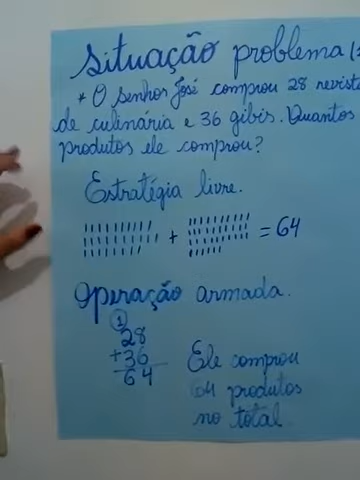 Situação problema
* O senhor José comprou 28 revista
de culinária e 36 gibis. Quantos
produtos ele comprou?
Estratégia livre.
+ = 64
Operação armada.
1
28
+36
64
Ele comprou
64 produtos
no total